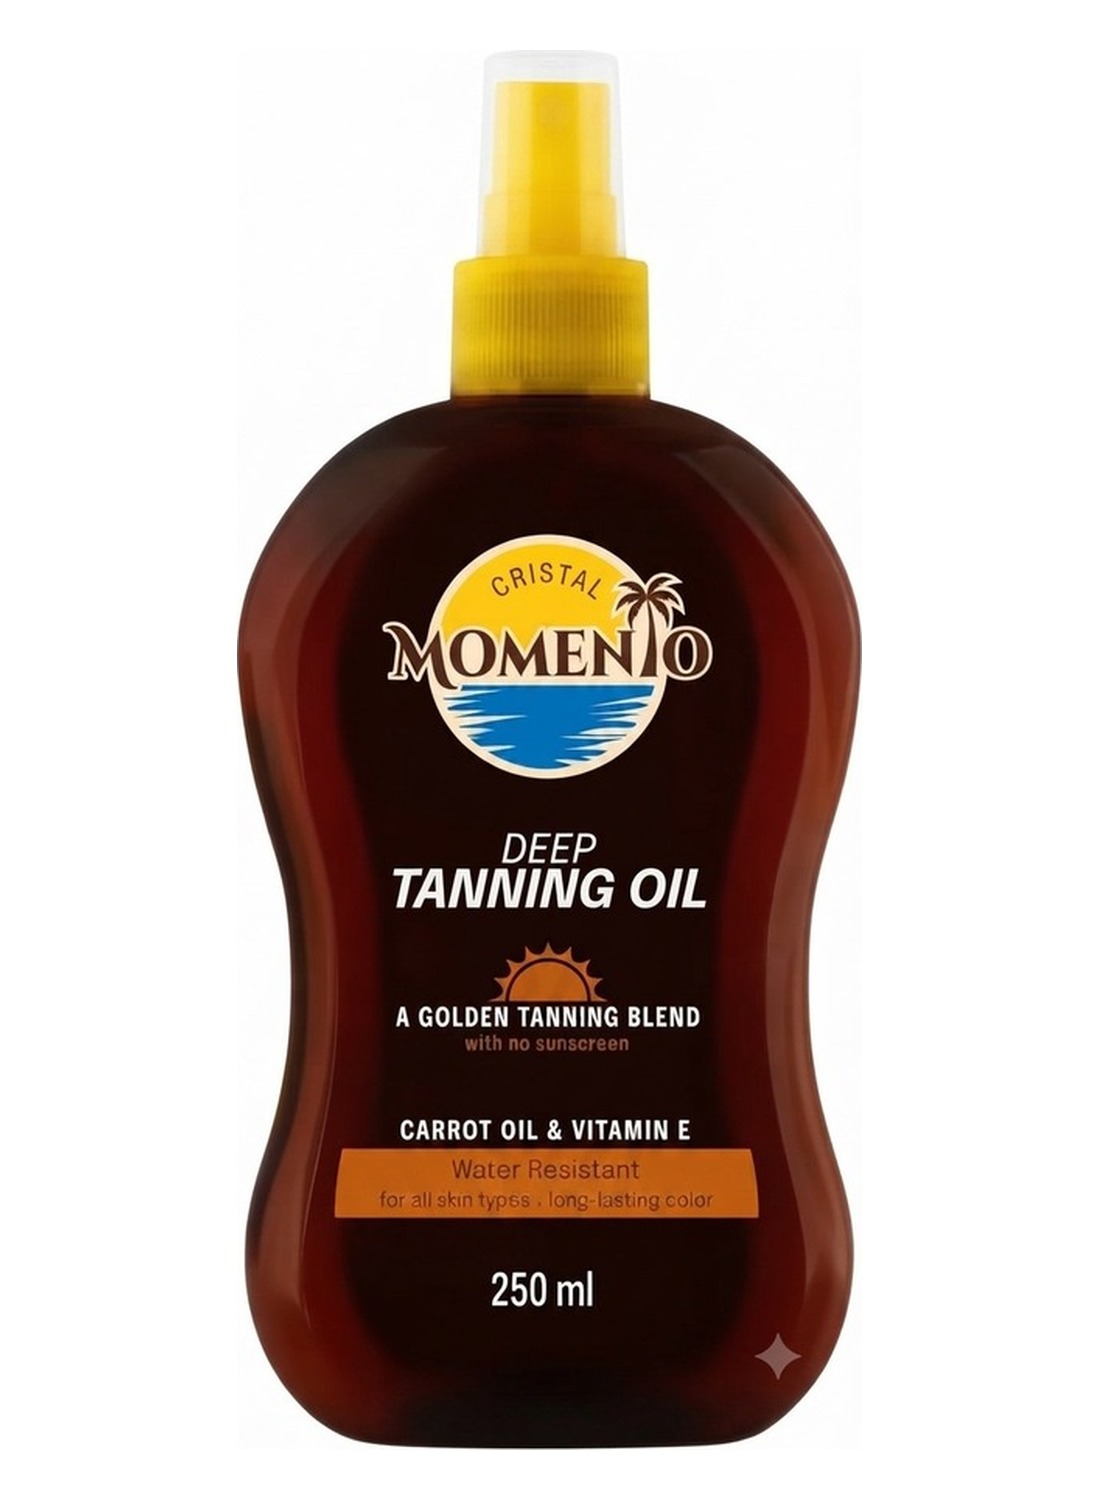 CRISTAL
MOMENTO
DEEP
TANNING OIL
A GOLDEN TANNING BLEND
with no sunscreen
CARROT OIL & VITAMIN E
Water Resistant
for all skin types . long-lasting color
250 ml